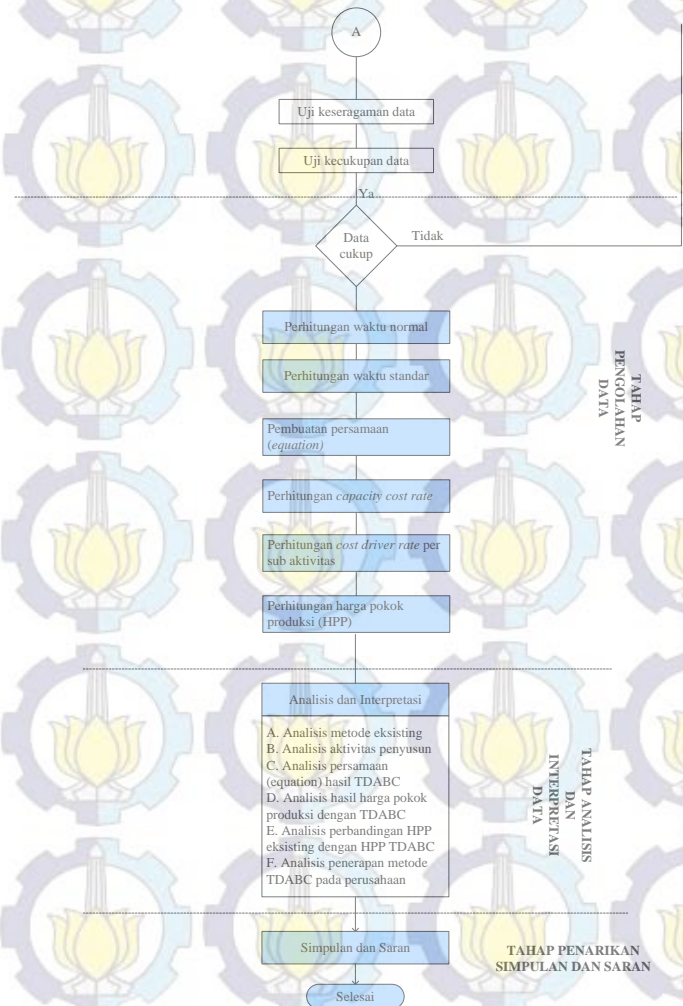 A
Uji keseragaman data
Uji kecukupan data
Ya
Data
cukup
Tidak
Perhitungan waktu normal
Perhitungan waktu standar
Pembuatan persamaan
(equation)
Perhitungan capacity cost rate
Perhitungan cost driver rate per
sub aktivitas
Perhitungan harga pokok
produksi (HPP)
TAHAP
PENGOLAHAN
DATA
Analisis dan Interpretasi
A. Analisis metode eksisting
B. Analisis aktivitas penyusun
C. Analisis persamaan
(equation) hasil TDABC
D. Analisis hasil harga pokok
produksi dengan TDABC
E. Analisis perbandingan HPP
eksisting dengan HPP TDABC
F. Analisis penerapan metode
TDABC pada perusahaan
TAHAP ANALISIS
DAN
INTERPRETASI
DATA
Simpulan dan Saran
TAHAP PENARIKAN
SIMPULAN DAN SARAN
Selesai